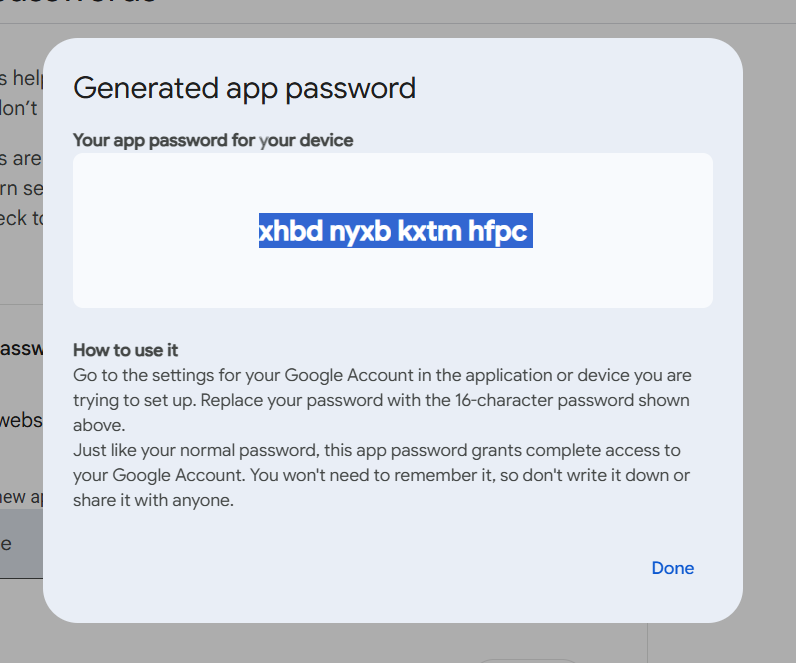 Generated app password
Your app password for your device
xhbd nyxb kxtm hfpc
How to use it
Go to the settings for your Google Account in the application or device you are
trying to set up. Replace your password with the 16-character password shown
above.
Just like your normal password, this app password grants complete access to
your Google Account. You won't need to remember it, so don't write it down or
share it with anyone.
Done